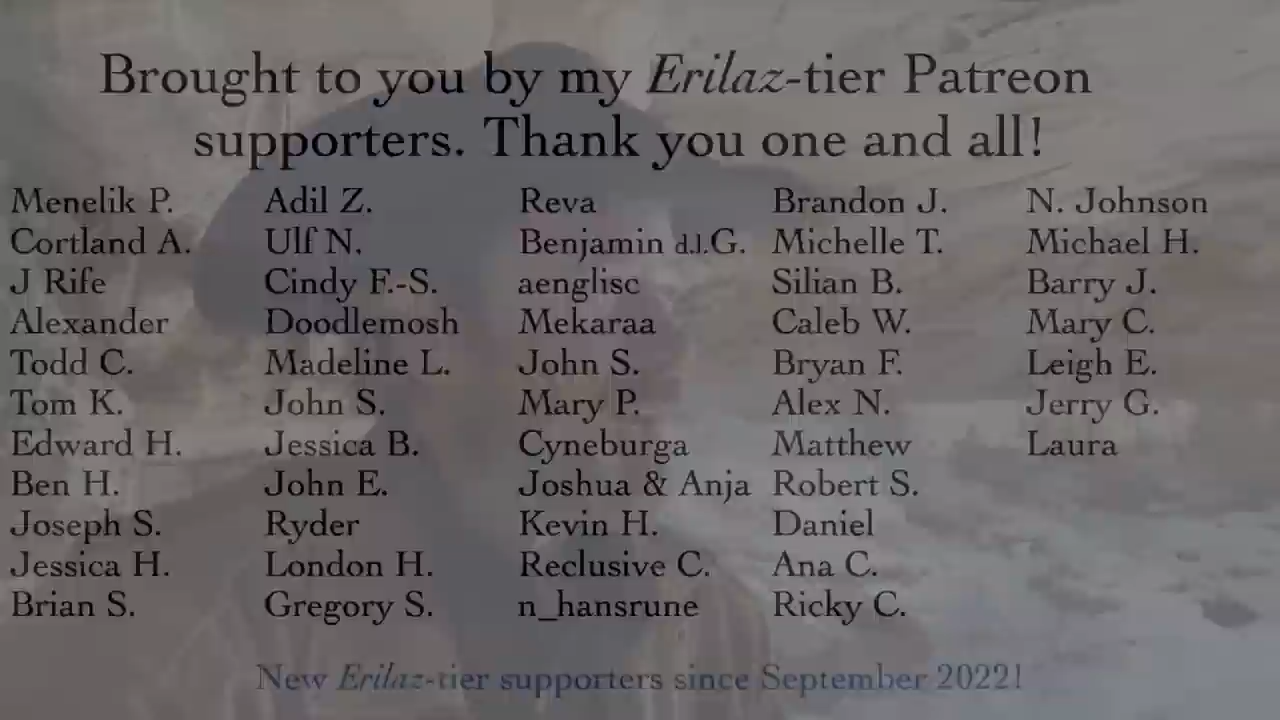 Brought to you by my Erilaz-tier Patreon
supporters. Thank you one and all!
Menelik P.
Cortland A.
J Rife
Alexander
Todd C.
Tom K.
Edward H.
Ben H.
Joseph S.
Jessica H.
Brian S.
Adil Z.
Ulf N.
Cindy F.-S.
Doodlemosh
Madeline L.
John S.
Jessica B.
John E.
Ryder
London H.
Gregory S.
Reva
Benjamin d.l.G.
aenglisc
Mekaraa
John S.
Mary P.
Cyneburga
Joshua & Anja
Kevin H.
Reclusive C.
n_hansrune
Brandon J.
Michelle T.
Silian B.
Caleb W.
Bryan F.
Alex N.
Matthew
Robert S.
Daniel
Ana C.
Ricky C.
N. Johnson
Michael H.
Barry J.
Mary C.
Leigh E.
Jerry G.
Laura
New Erilaz-tier supporters since September 2022!